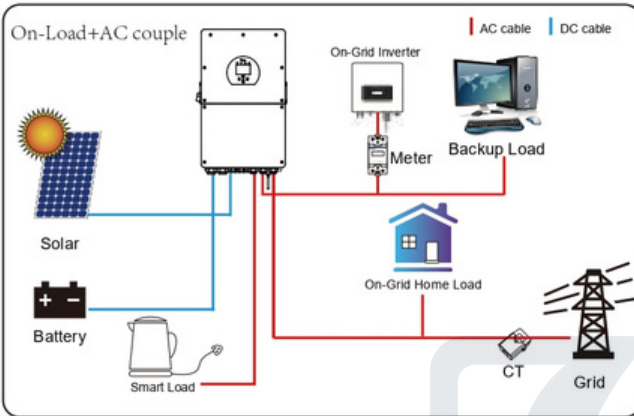 On-Load+AC couple
AC cable
DC cable
On-Grid Inverter
Meter
Backup Load
Solar
On-Grid Home Load
Battery
Smart Load
CT
Grid